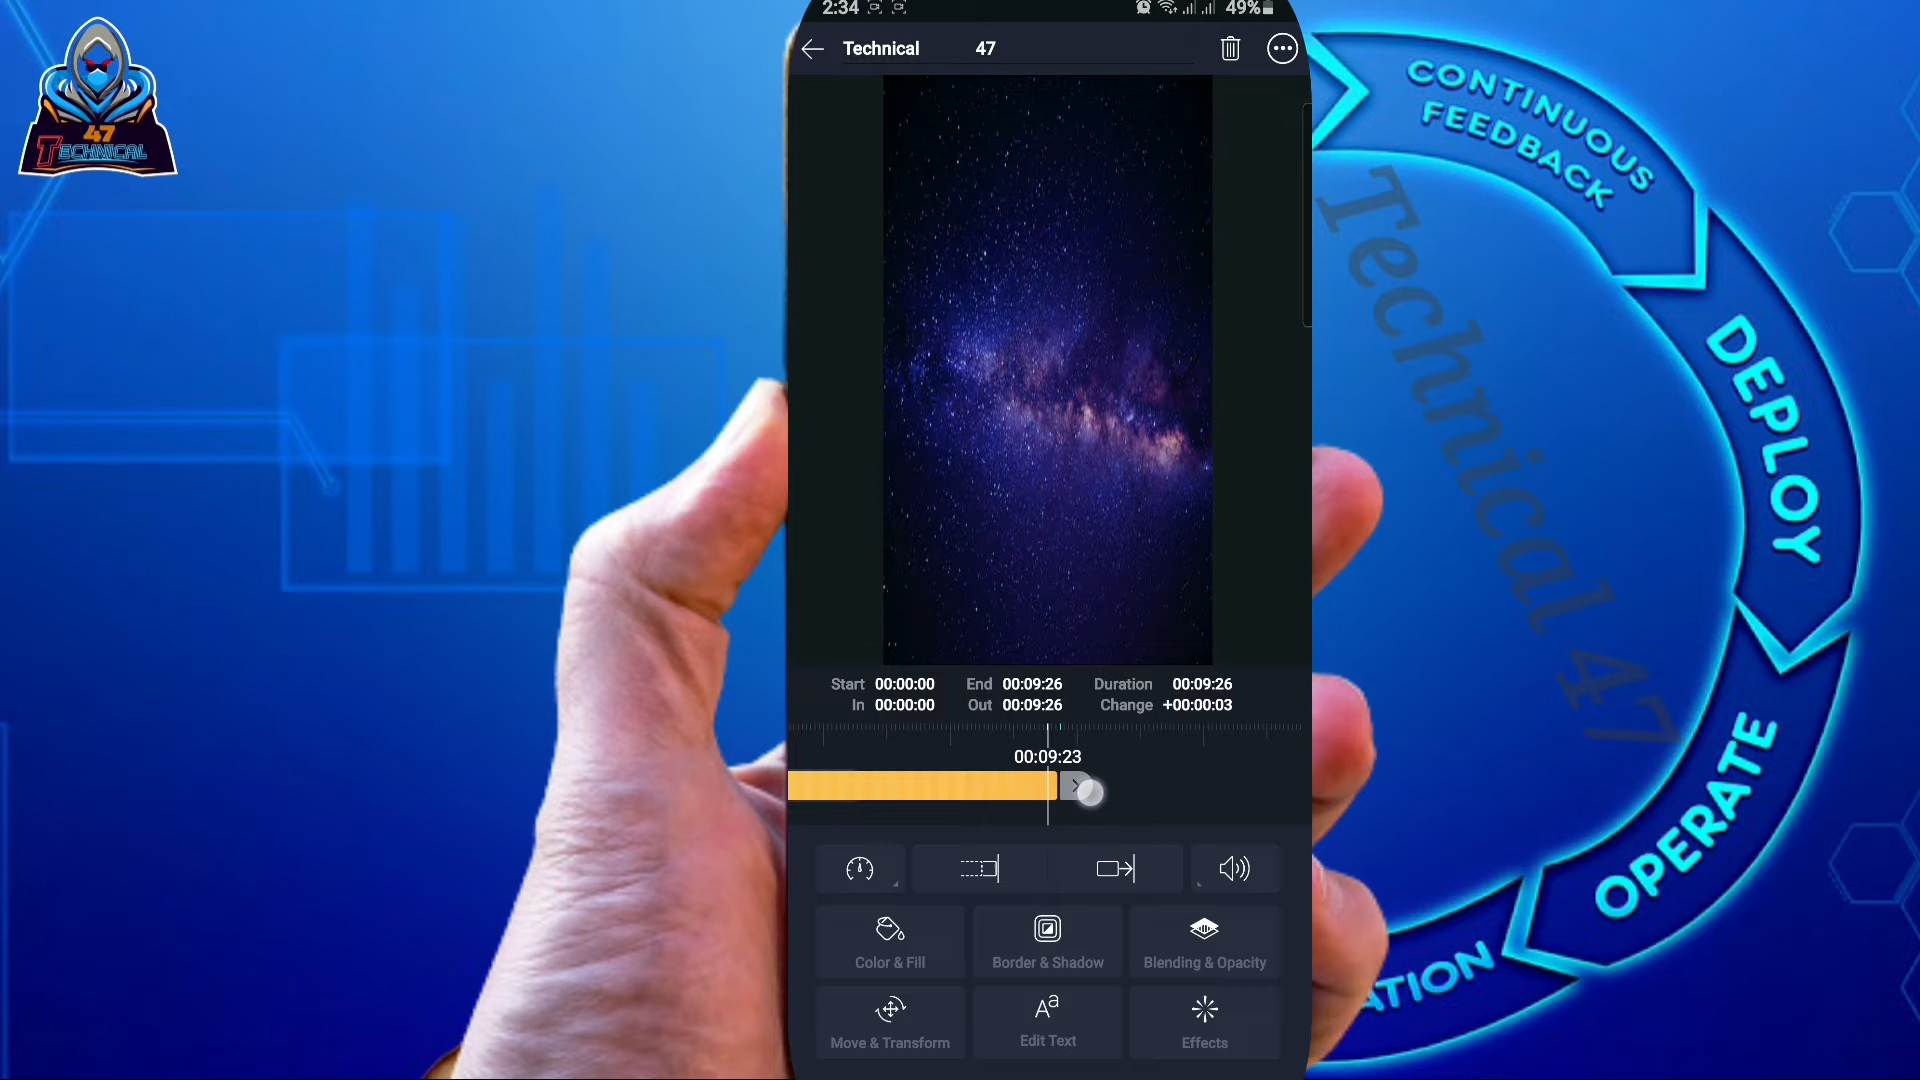 2:34
49%
Technical 47
47
TECHNICAL
CONTINUOUS
FEEDBACK
DEPLOY
OPERATE
ATION
Technical 47
Start 00:00:00 End 00:09:26 Duration 00:09:26
In 00:00:00 Out 00:09:26 Change +00:00:03
00:09:23
Color & Fill Border & Shadow Blending & Opacity
Move & Transform Edit Text Effects
Aa